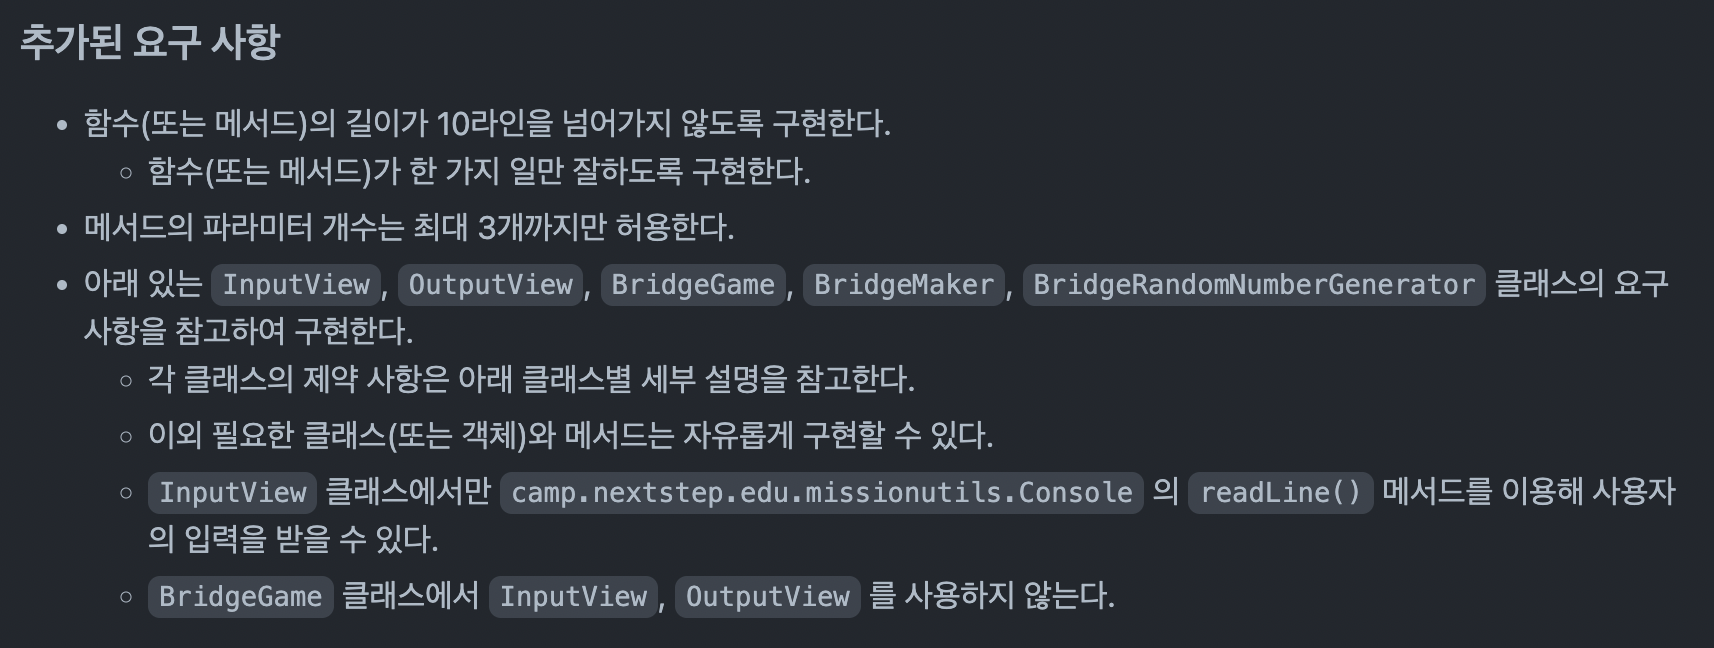 추가된 요구 사항
• 함수(또는 메서드)의 길이가 10라인을 넘어가지 않도록 구현한다.
◦ 함수(또는 메서드)가 한 가지 일만 잘하도록 구현한다.
• 메서드의 파라미터 개수는 최대 3개까지만 허용한다.
• 아래 있는 InputView, OutputView, BridgeGame, BridgeMaker, BridgeRandomNumberGenerator 클래스의 요구
사항을 참고하여 구현한다.
◦ 각 클래스의 제약 사항은 아래 클래스별 세부 설명을 참고한다.
◦ 이외 필요한 클래스(또는 객체)와 메서드는 자유롭게 구현할 수 있다.
◦ InputView 클래스에서만 camp.nextstep.edu.missionutils.Console 의 readLine() 메서드를 이용해 사용자
의 입력을 받을 수 있다.
◦ BridgeGame 클래스에서 InputView, OutputView 를 사용하지 않는다.